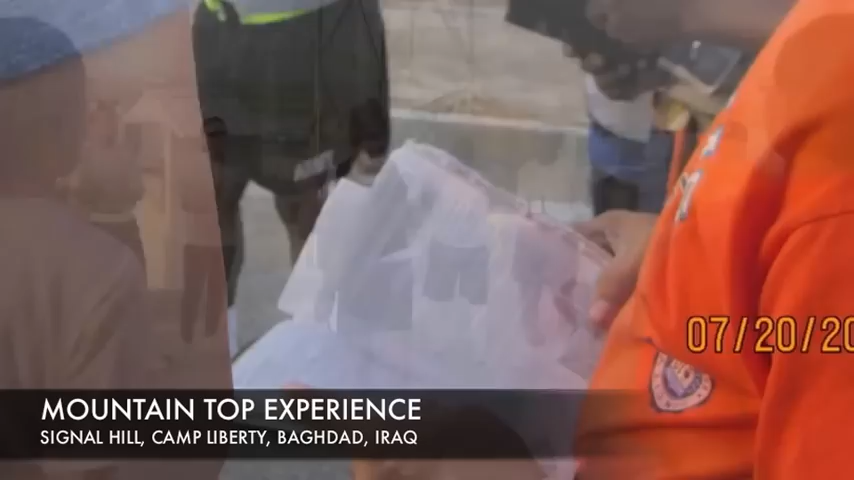 07/20/20
MOUNTAIN TOP EXPERIENCE
SIGNAL HILL, CAMP LIBERTY, BAGHDAD, IRAQ